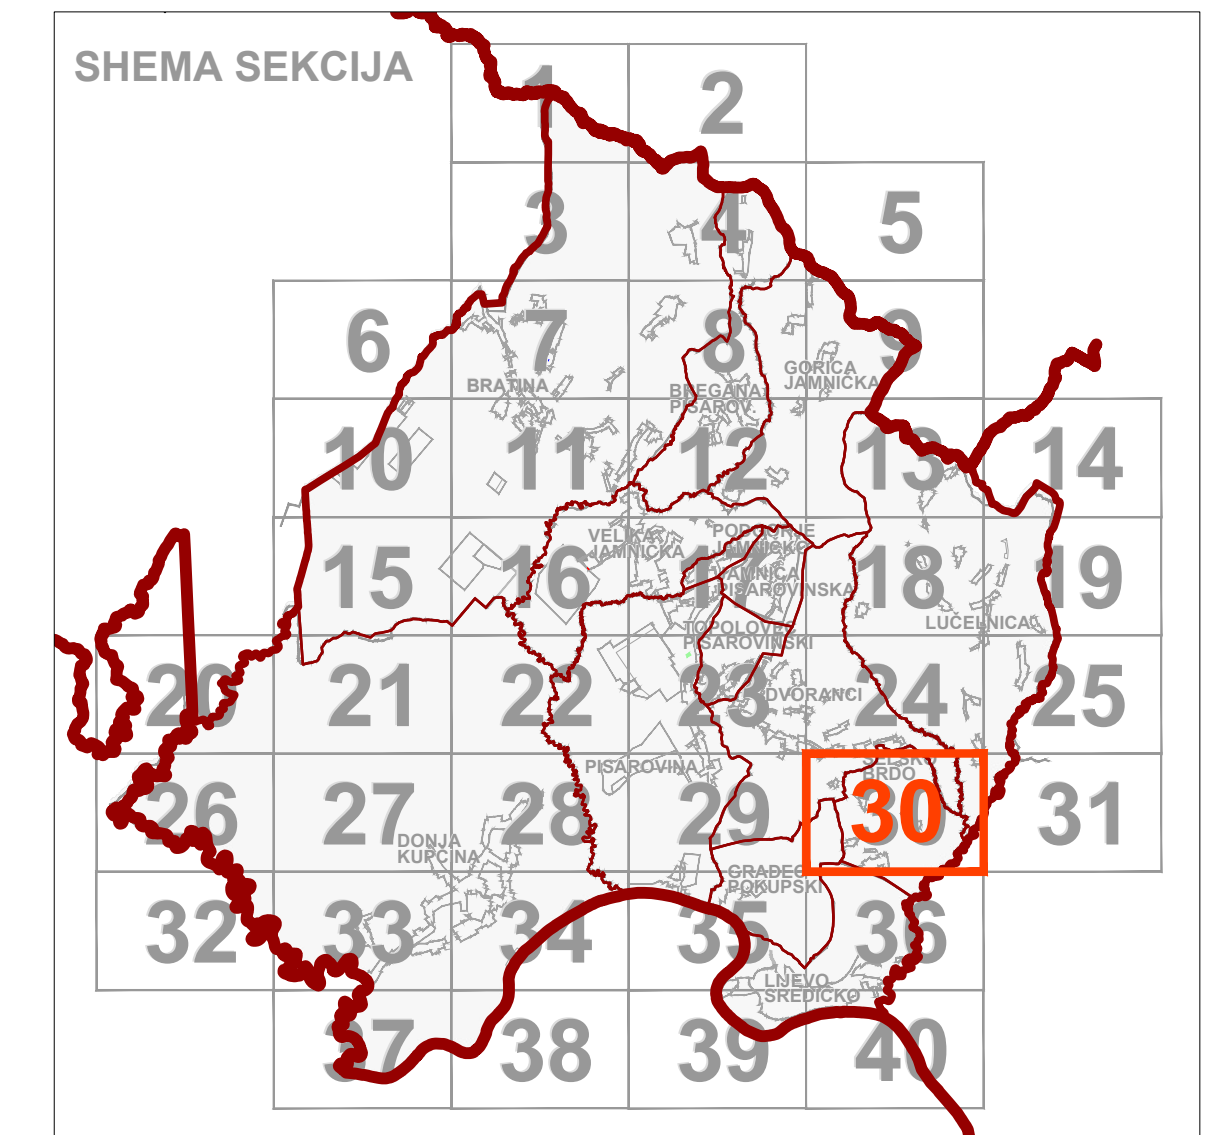 SHEMA SEKCIJA
1
2
3
4
5
6
7
8
9
BRATINA
BREGANA
PISAROV.
GORICA
JAMNIČKA
10
11
12
13
14
VELIKA
JAMNIČKA
PODGORJE
JAMNIČKO
JAMNICA
PISAROVINSKA
15
16
17
18
19
LUČELNICA
TOPOLOVEC
PISAROVINSKI
20
21
22
23
24
25
DVORANCI
PISAROVINA
SELSKO
BRDO
26
27
28
29
30
31
DONJA
KUPČINA
GRADEC
POKUPSKI
32
33
34
35
36
LIJEVO
SREDIČKO
37
38
39
40